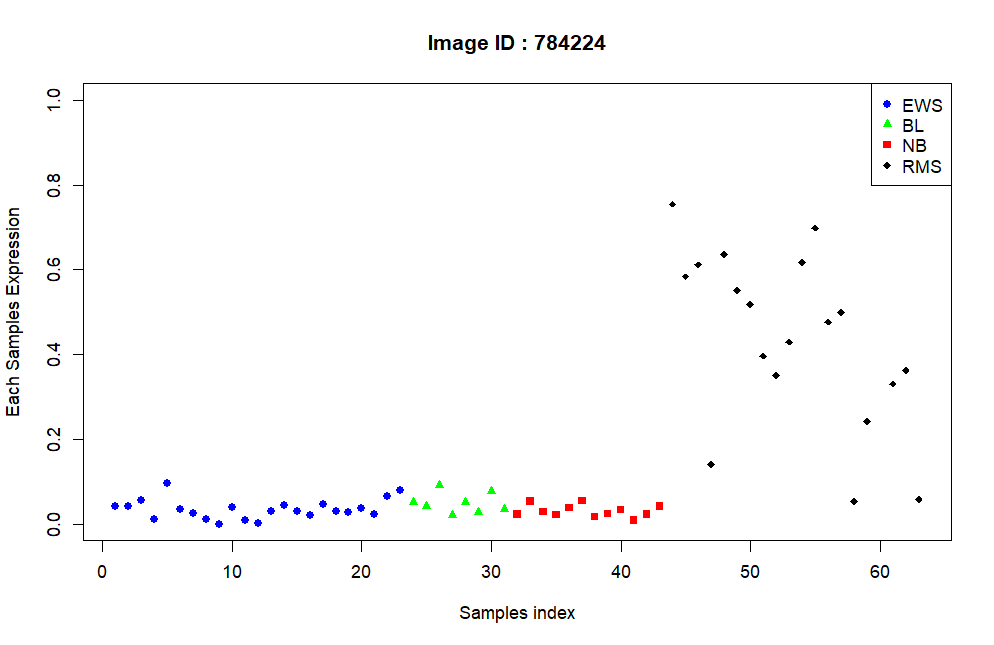 Image ID : 784224
Each Samples Expression
1.0
0.8
0.6
0.4
0.2
0.0
EWS
BL
NB
RMS
0 10 20 30 40 50 60
Samples index